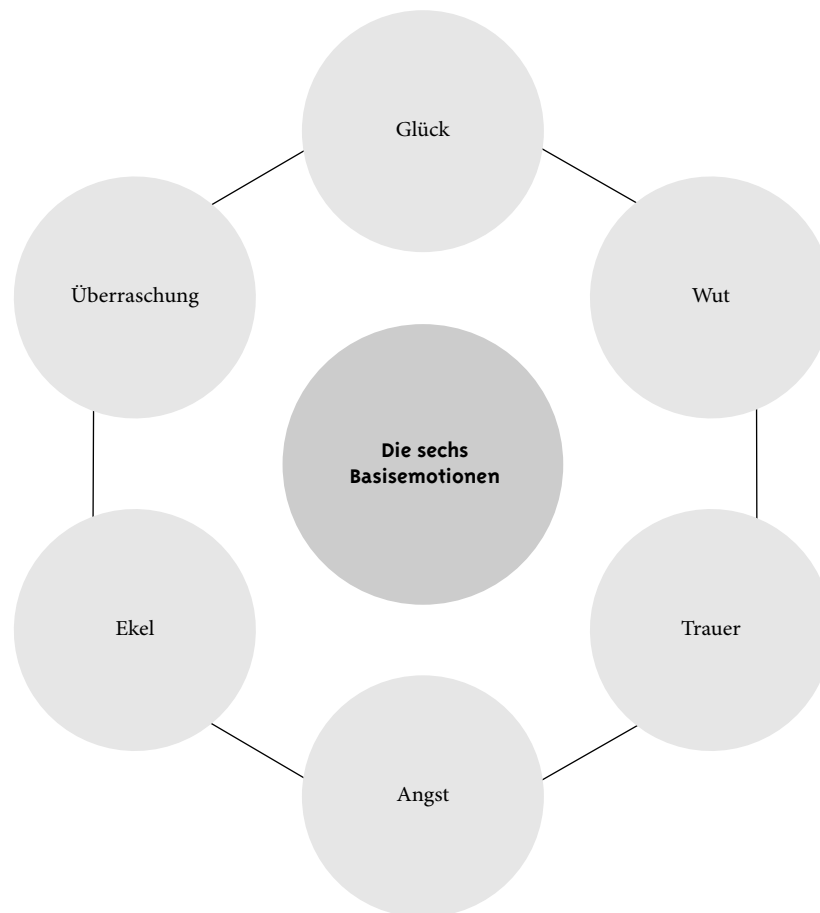 Glück
Überraschung
Wut
Die sechs
Basisemotionen
Ekel
Trauer
Angst